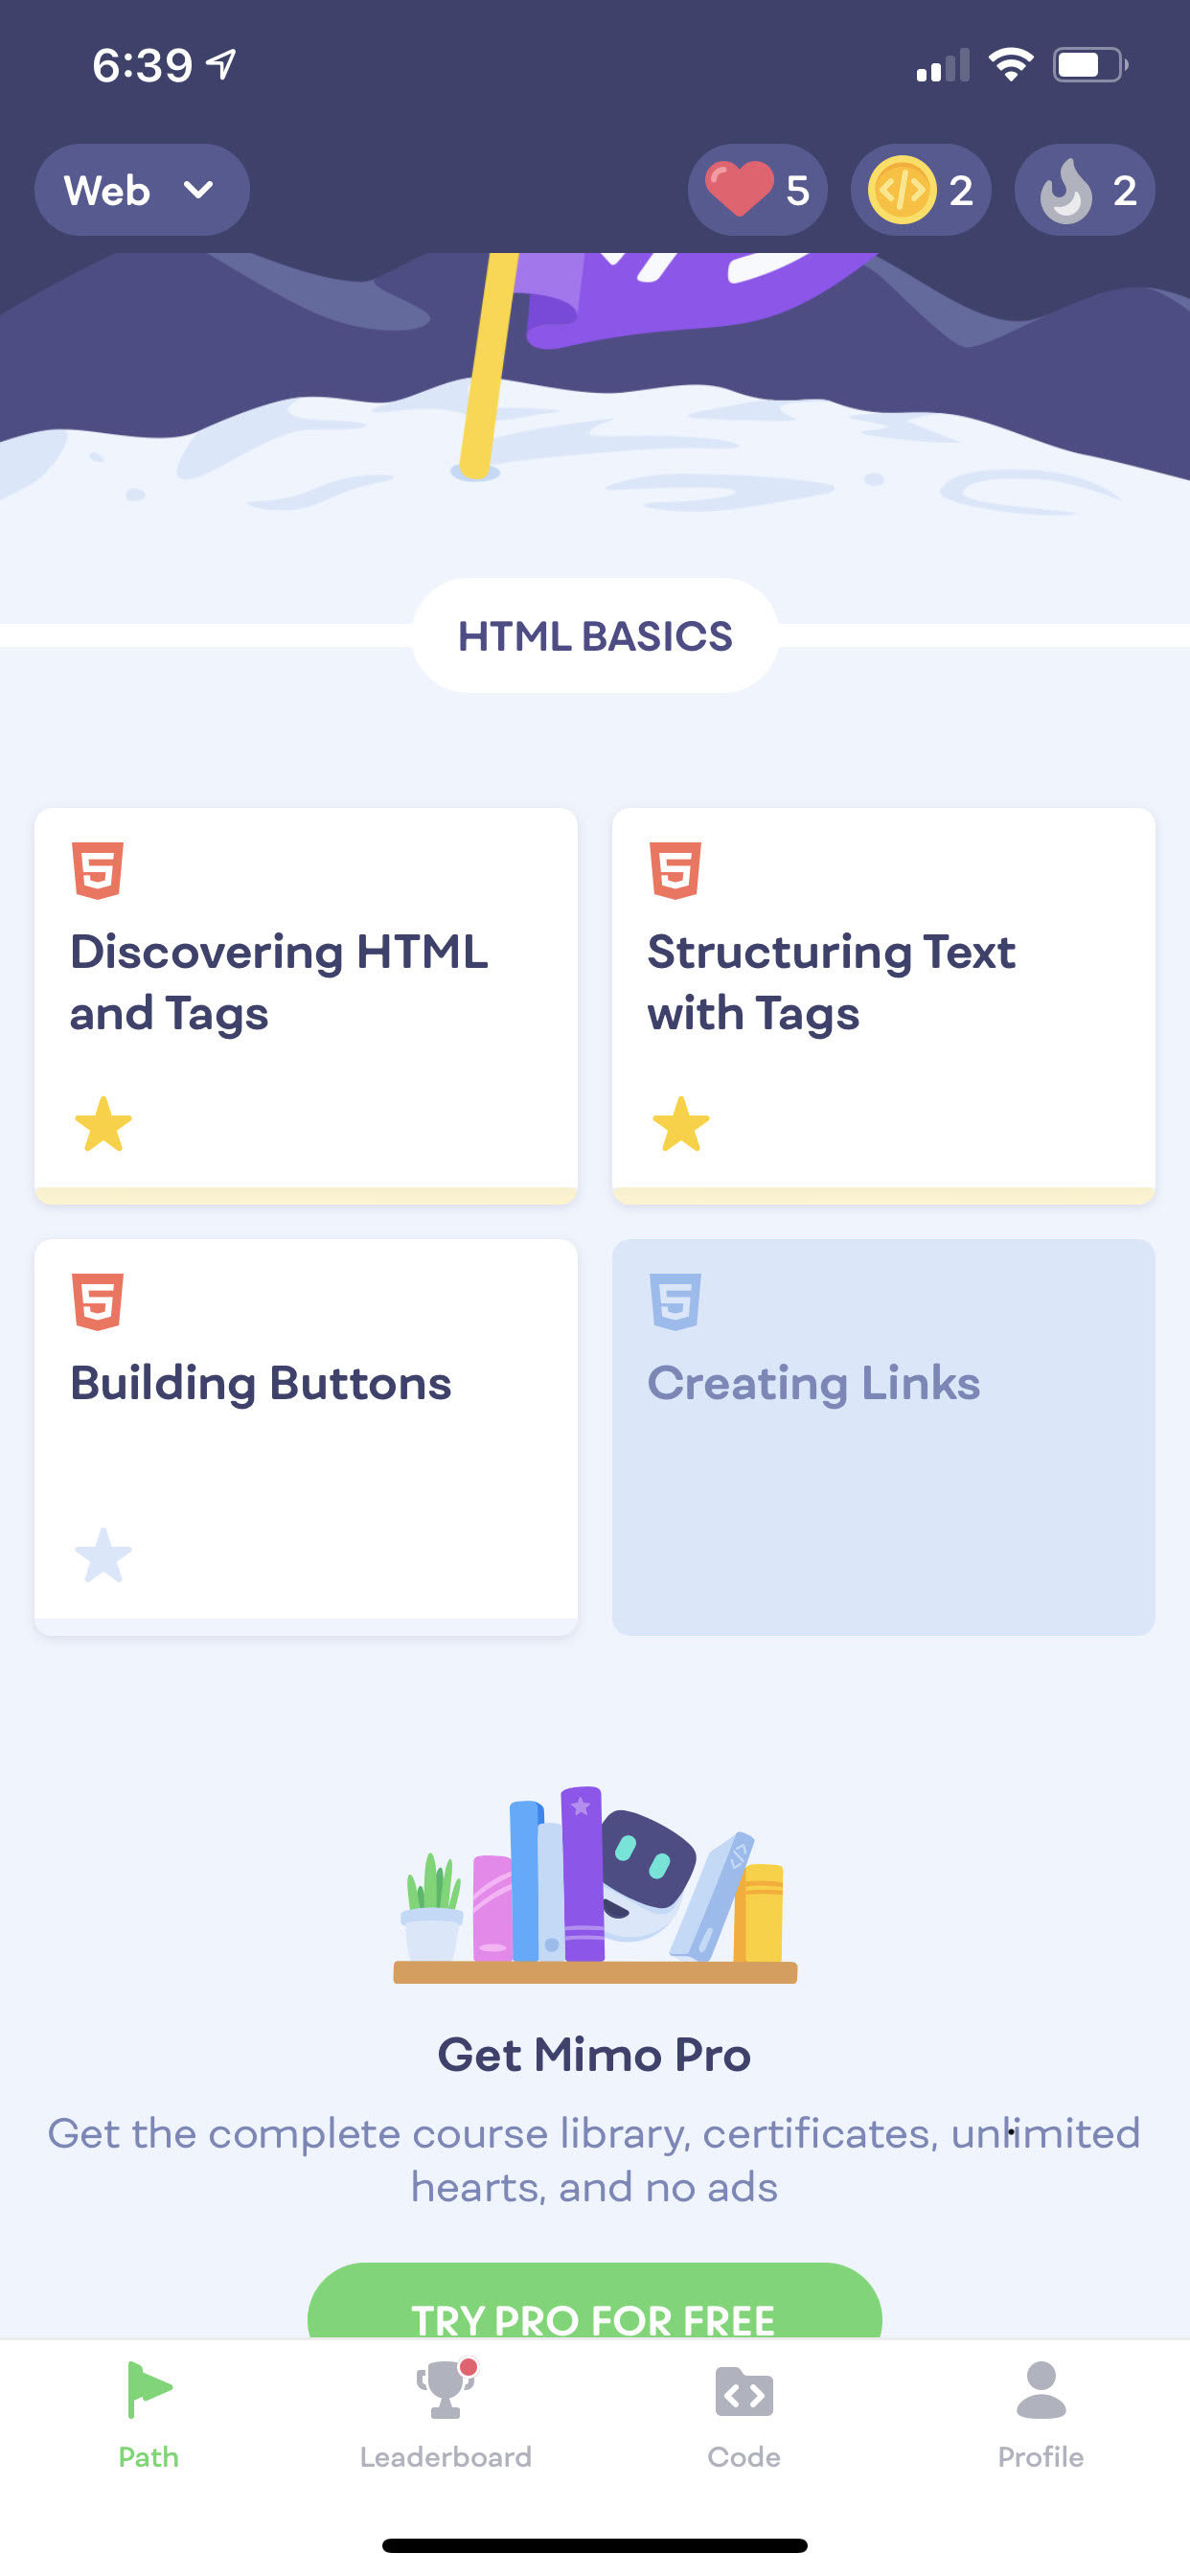 6:39
Web
5
2
2
HTML BASICS
Discovering HTML
and Tags
Structuring Text
with Tags
Building Buttons
Creating Links
Get Mimo Pro
Get the complete course library, certificates, unlimited
hearts, and no ads
TRY PRO FOR FREE
Path
Leaderboard
Code
Profile